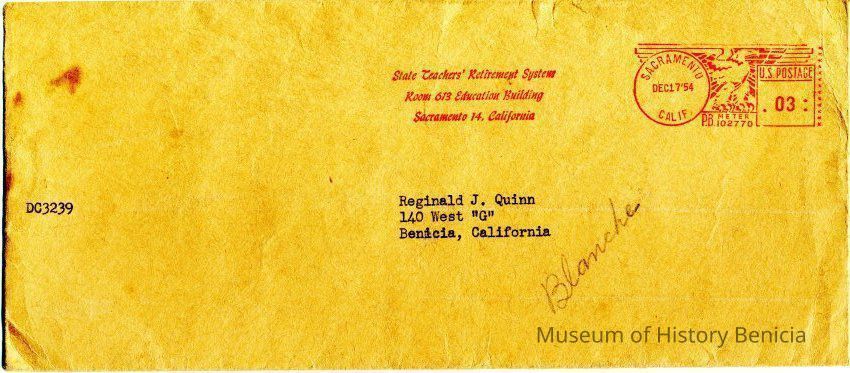 State Teachers' Retirement System
Room 613 Education Building
Sacramento 14, California
SACRAMENTO
DEC 17 '54
CALIF.
U.S. POSTAGE
.03:
P.B. METER
102770
DC3239
Reginald J. Quinn
140 West "G"
Benicia, California
Blanche
Museum of History Benicia